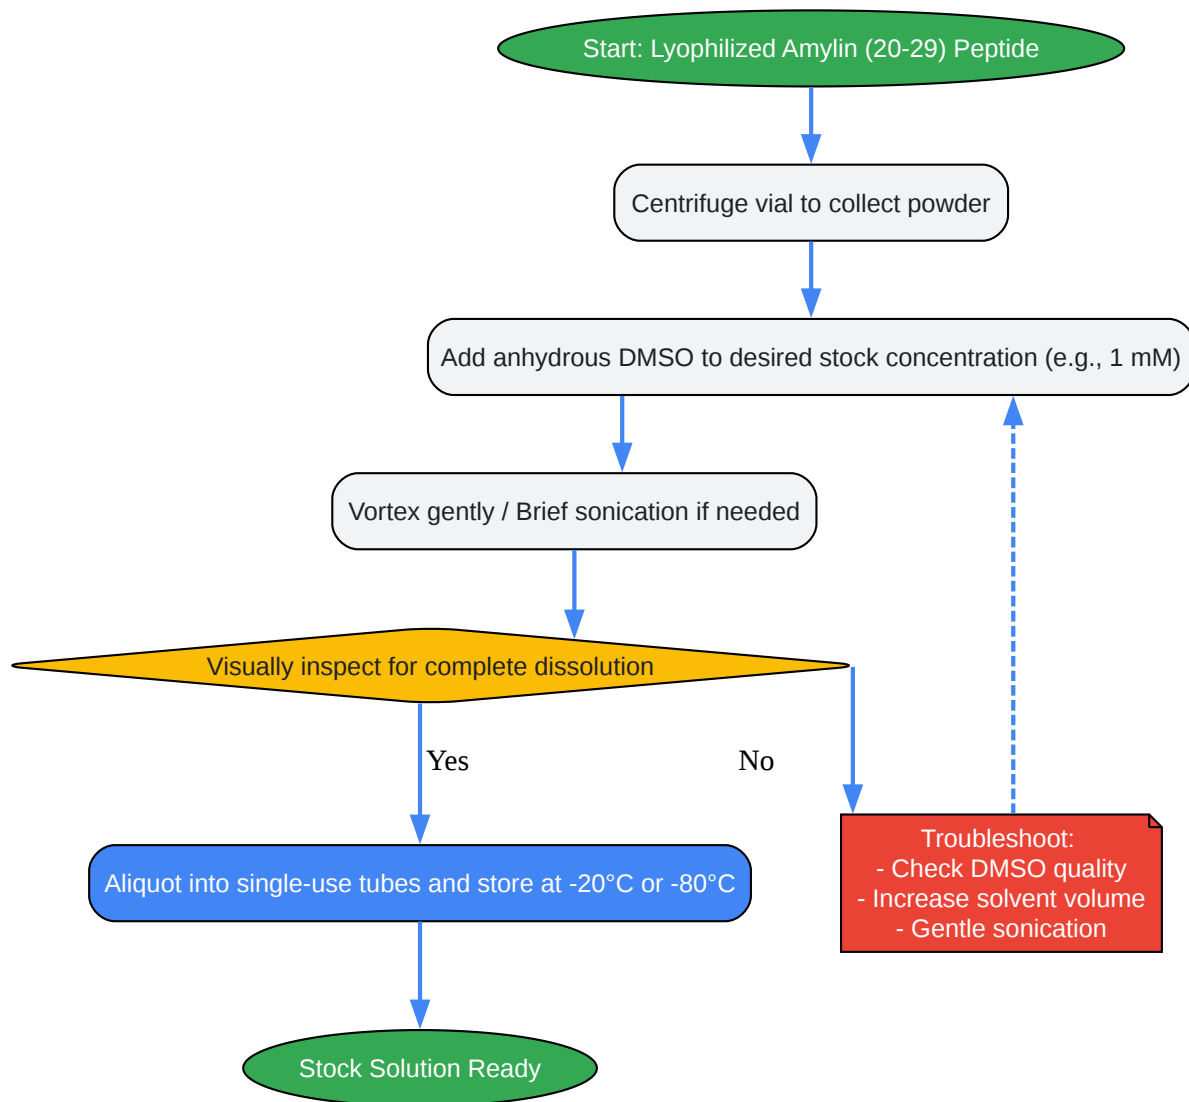 Start: Lyophilized Amylin (20-29) Peptide
Centrifuge vial to collect powder
Add anhydrous DMSO to desired stock concentration (e.g., 1 mM)
Vortex gently / Brief sonication if needed
Visually inspect for complete dissolution
Yes
No
Aliquot into single-use tubes and store at -20°C or -80°C
Troubleshoot:
- Check DMSO quality
- Increase solvent volume
- Gentle sonication
Stock Solution Ready